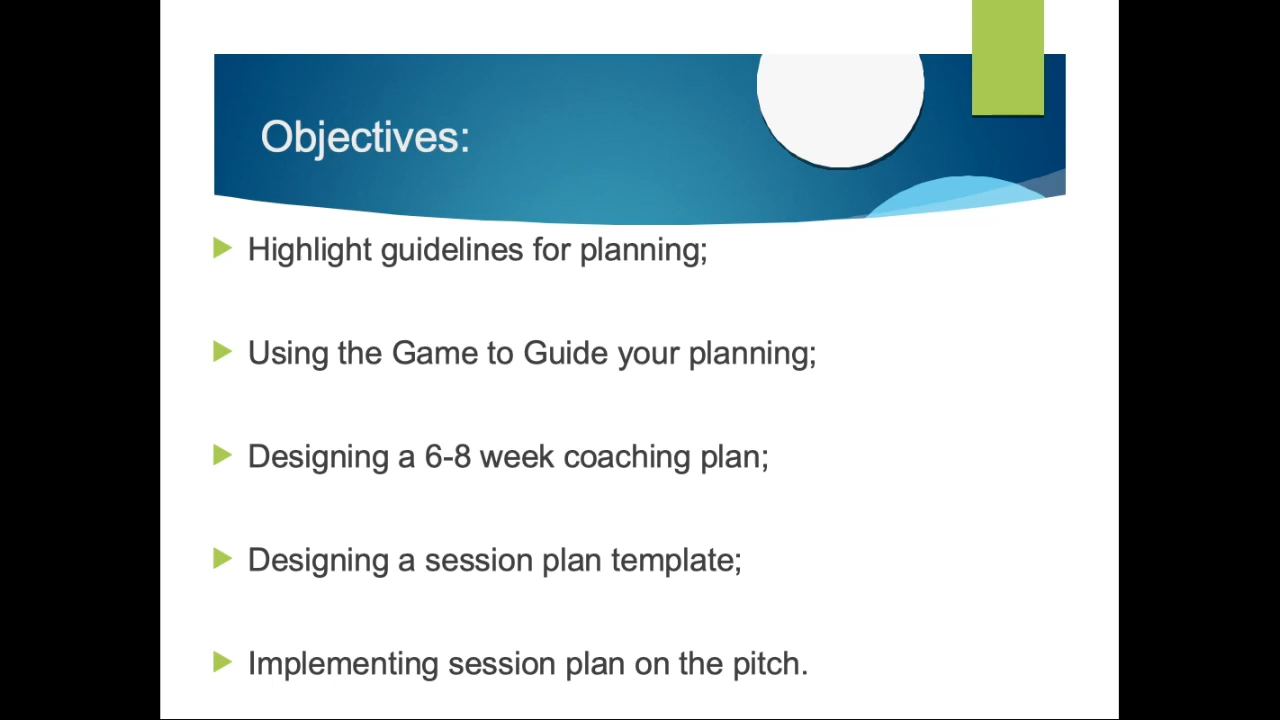 Objectives:
Highlight guidelines for planning;
Using the Game to Guide your planning;
Designing a 6-8 week coaching plan;
Designing a session plan template;
Implementing session plan on the pitch.